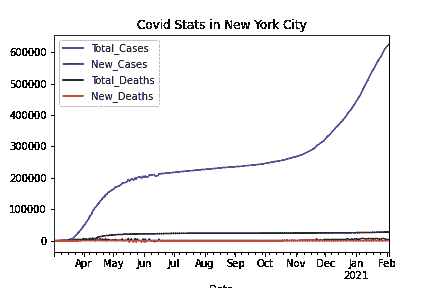 Covid Stats in New York City
Total_Cases
New_Cases
Total_Deaths
New_Deaths
600000
500000
400000
300000
200000
100000
0
Apr May Jun Jul Aug Sep Oct Nov Dec Jan Feb
2021